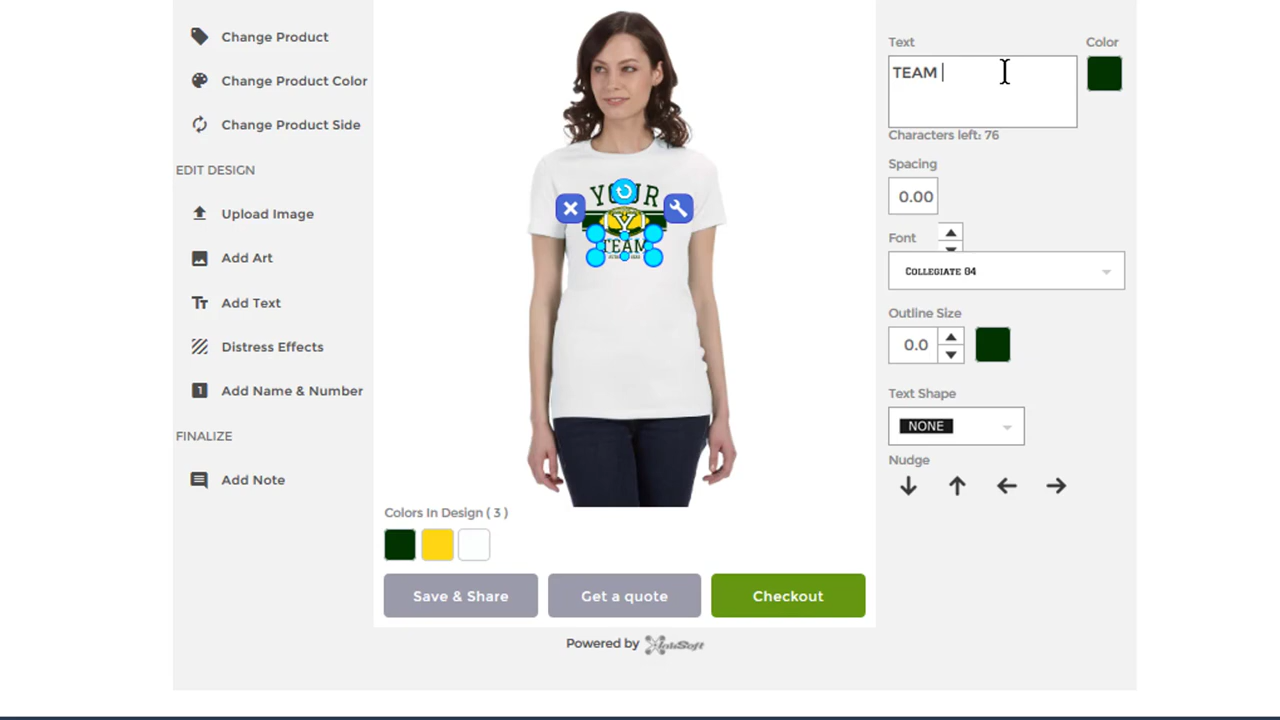 Change Product
Change Product Color
Change Product Side
EDIT DESIGN
Upload Image
Add Art
Add Text
Distress Effects
1 Add Name & Number
FINALIZE
Add Note
YOUR
Y
TEAM
Colors In Design ( 3 )
Save & Share
Get a quote
Checkout
Powered by InkSoft
Text
Color
TEAM
Characters left: 76
Spacing
0.00
Font
COLLEGIATE 04
Outline Size
0.0
Text Shape
NONE
Nudge